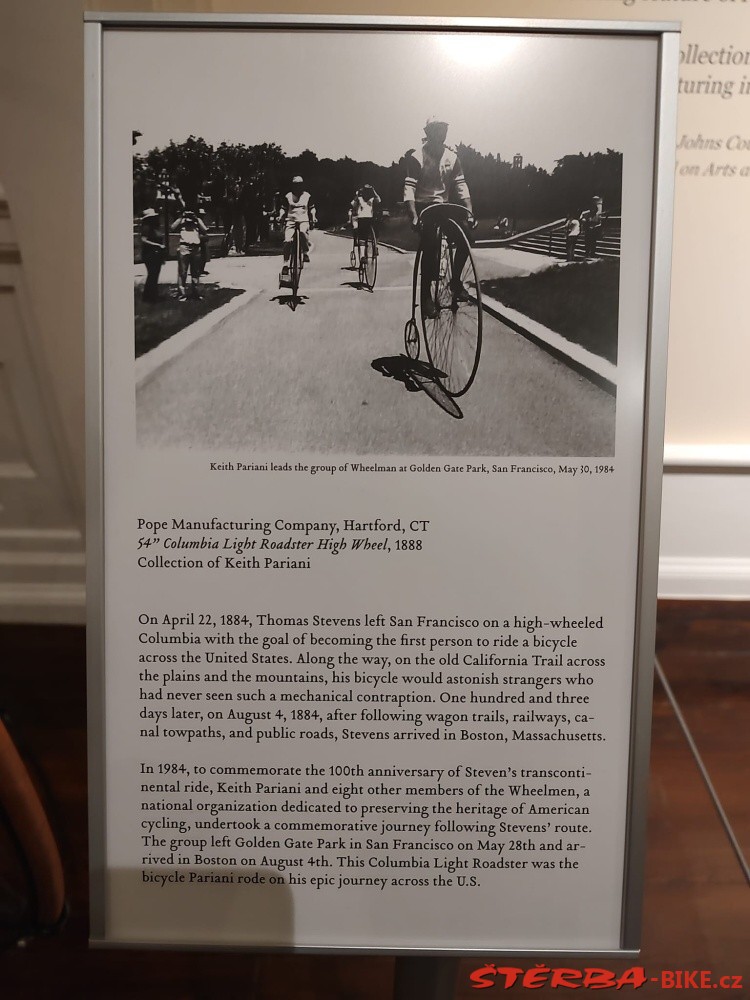 ollection
turing in
Johns Cou
on Arts a
Keith Pariani leads the group of Wheelman at Golden Gate Park, San Francisco, May 30, 1984
Pope Manufacturing Company, Hartford, CT
54" Columbia Light Roadster High Wheel, 1888
Collection of Keith Pariani
On April 22, 1884, Thomas Stevens left San Francisco on a high-wheeled
Columbia with the goal of becoming the first person to ride a bicycle
across the United States. Along the way, on the old California Trail across
the plains and the mountains, his bicycle would astonish strangers who
had never seen such a mechanical contraption. One hundred and three
days later, on August 4, 1884, after following wagon trails, railways, ca-
nal towpaths, and public roads, Stevens arrived in Boston, Massachusetts.
In 1984, to commemorate the 100th anniversary of Steven's transconti-
nental ride, Keith Pariani and eight other members of the Wheelmen, a
national organization dedicated to preserving the heritage of American
cycling, undertook a commemorative journey following Stevens' route.
The group left Golden Gate Park in San Francisco on May 28th and ar-
rived in Boston on August 4th. This Columbia Light Roadster was the
bicycle Pariani rode on his epic journey across the U.S.
ŠTĚRBA-BIKE.cz